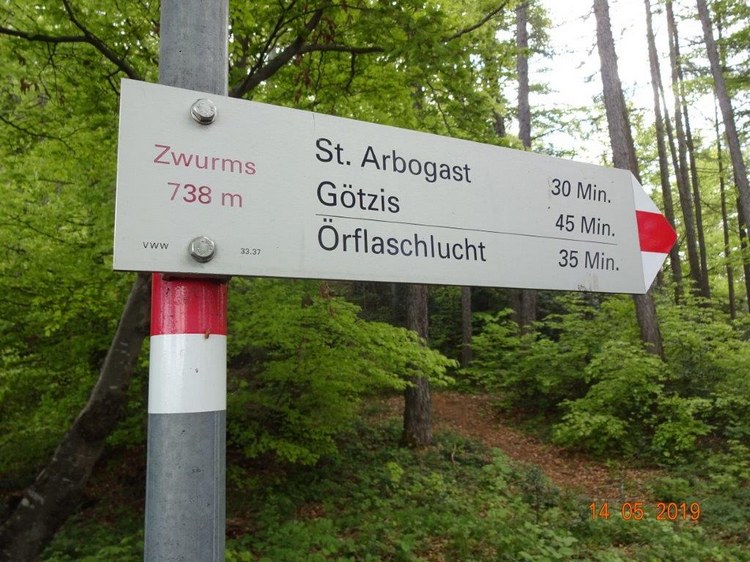 Zwurms
738 m
VWW 33.37
St. Arbogast 30 Min.
Götzis 45 Min.
Örflaschlucht 35 Min.
14 05 2019